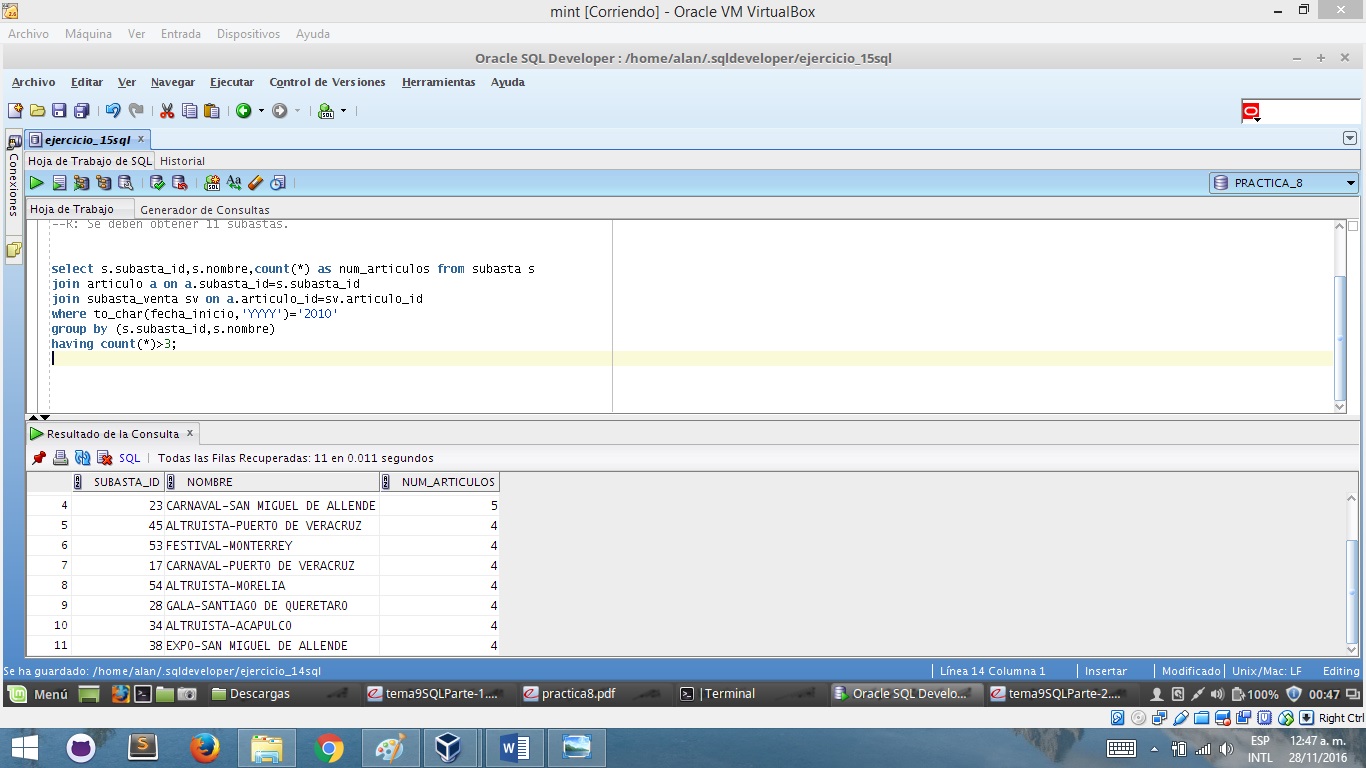 mint [Corriendo] - Oracle VM VirtualBox
Archivo Máquina Ver Entrada Dispositivos Ayuda
Oracle SQL Developer : /home/alan/.sqldeveloper/ejercicio_15sql
Archivo Editar Ver Navegar Ejecutar Control de Versiones Herramientas Ayuda
ejercicio_15sql
Hoja de Trabajo de SQL Historial
Conexiones
PRACTICA_8
Hoja de Trabajo Generador de Consultas
--R: Se deben obtener 11 subastas.
select s.subasta_id,s.nombre,count(*) as num_articulos from subasta s
join articulo a on a.subasta_id=s.subasta_id
join subasta_venta sv on a.articulo_id=sv.articulo_id
where to_char(fecha_inicio,'YYYY')='2010'
group by (s.subasta_id,s.nombre)
having count(*)>3;
Resultado de la Consulta
SQL | Todas las Filas Recuperadas: 11 en 0.011 segundos
SUBASTA_ID NOMBRE NUM_ARTICULOS
4 23 CARNAVAL-SAN MIGUEL DE ALLENDE 5
5 45 ALTRUISTA-PUERTO DE VERACRUZ 4
6 53 FESTIVAL-MONTERREY 4
7 17 CARNAVAL-PUERTO DE VERACRUZ 4
8 54 ALTRUISTA-MORELIA 4
9 28 GALA-SANTIAGO DE QUERETARO 4
10 34 ALTRUISTA-ACAPULCO 4
11 38 EXPO-SAN MIGUEL DE ALLENDE 4
Se ha guardado: /home/alan/.sqldeveloper/ejercicio_14sql Línea 14 Columna 1 Insertar Modificado Unix/Mac: LF Editing
Menú Descargas tema9SQLParte-1.... practica8.pdf Terminal Oracle SQL Develo... tema9SQLParte-2.... 100% 00:47
Right Ctrl
ESP 12:47 a. m.
INTL 28/11/2016